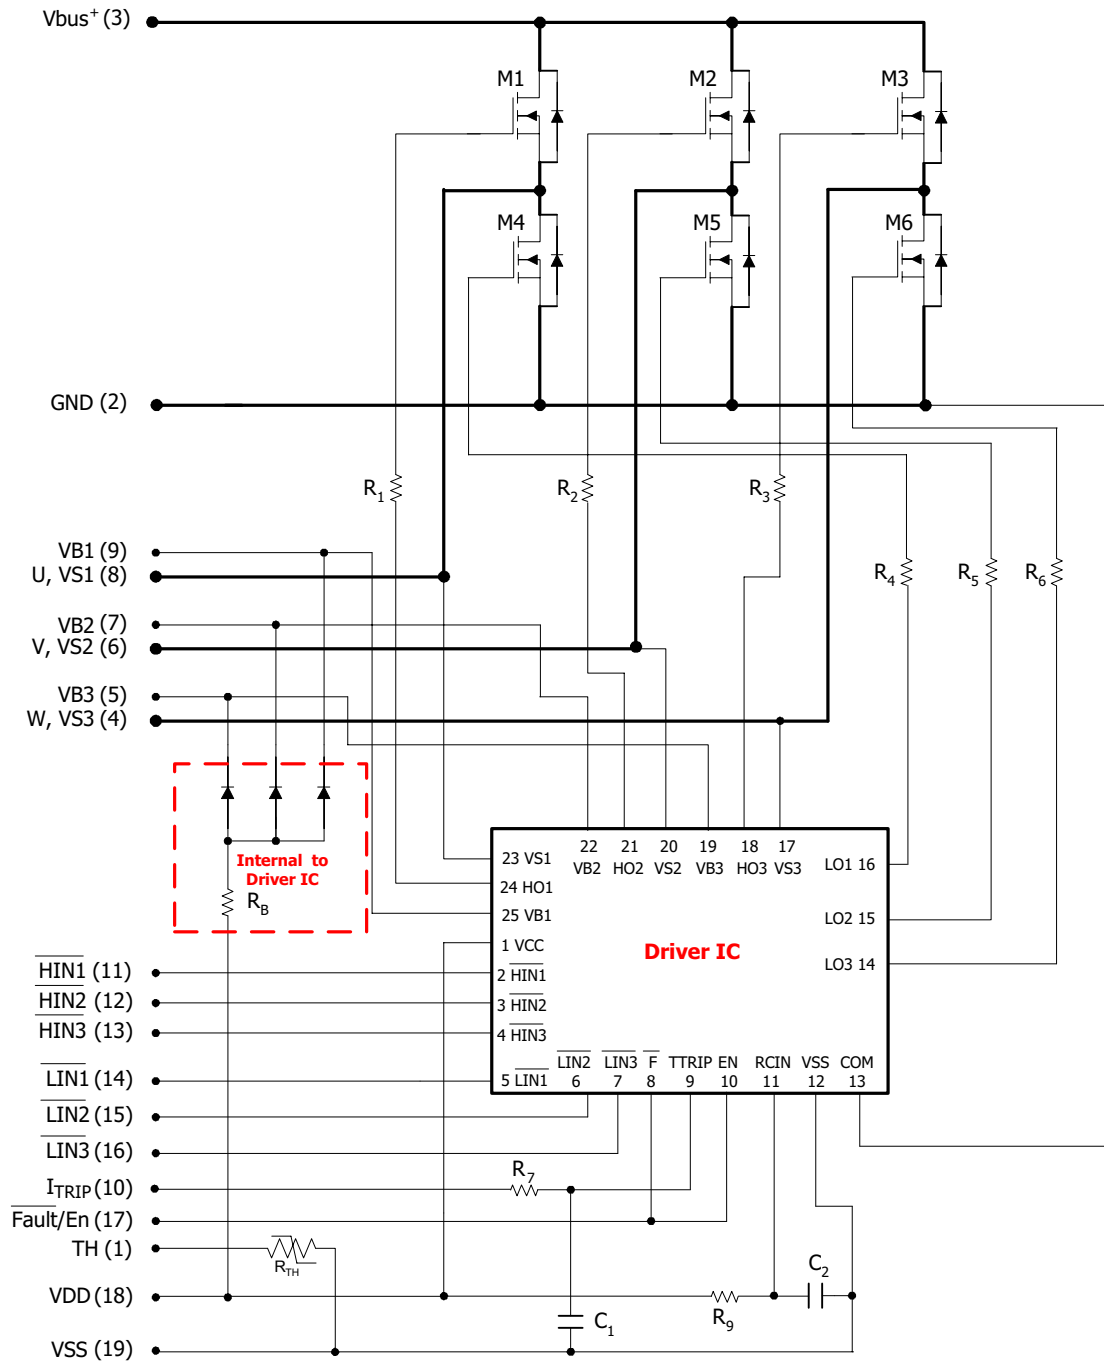 Vbus⁺ (3)
M1
M2
M3
M4
M5
M6
GND (2)
R₁
R₂
R₃
R₄
R₅
R₆
VB1 (9)
U, VS1 (8)
VB2 (7)
V, VS2 (6)
VB3 (5)
W, VS3 (4)
Internal to
Driver IC
R_B
22 21 20 19 18 17
VB2 HO2 VS2 VB3 HO3 VS3
LO1 16
LO2 15
LO3 14
23 VS1
24 HO1
25 VB1
1 VCC
2 HIN1
3 HIN2
4 HIN3
5 LIN1
Driver IC
LIN2 LIN3 F TTRIP EN RCIN VSS COM
6 7 8 9 10 11 12 13
HIN1 (11)
HIN2 (12)
HIN3 (13)
LIN1 (14)
LIN2 (15)
LIN3 (16)
I_TRIP (10)
R₇
Fault/En (17)
TH (1)
R_TH
VDD (18)
R₉
C₂
C₁
VSS (19)